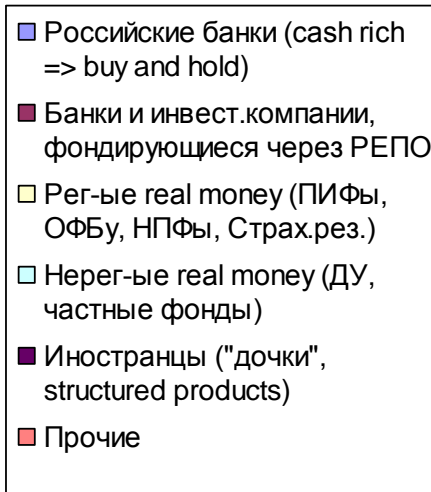 Российские банки (cash rich
=> buy and hold)
Банки и инвест.компании,
фондирующиеся через РЕПО
Рег-ые real money (ПИФы,
ОФБу, НПФы, Страх.рез.)
Нерег-ые real money (ДУ,
частные фонды)
Иностранцы ("дочки",
structured products)
Прочие